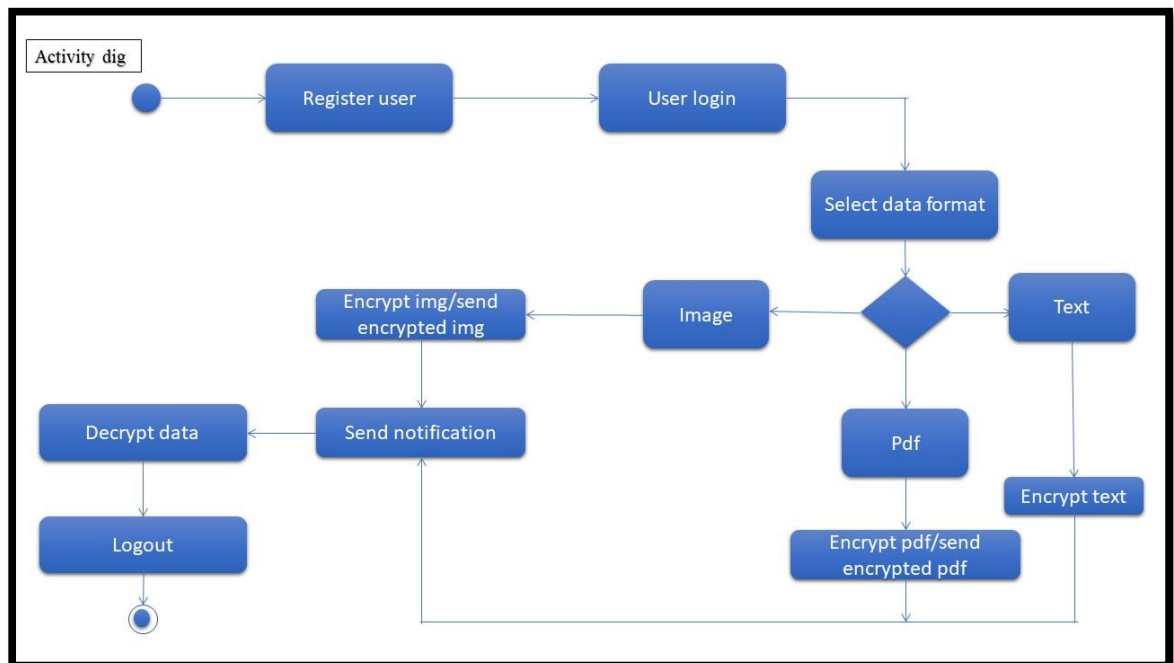 Activity dig
Register user
User login
Select data format
Encrypt img/send
encrypted img
Image
Text
Decrypt data
Send notification
Pdf
Encrypt text
Logout
Encrypt pdf/send
encrypted pdf